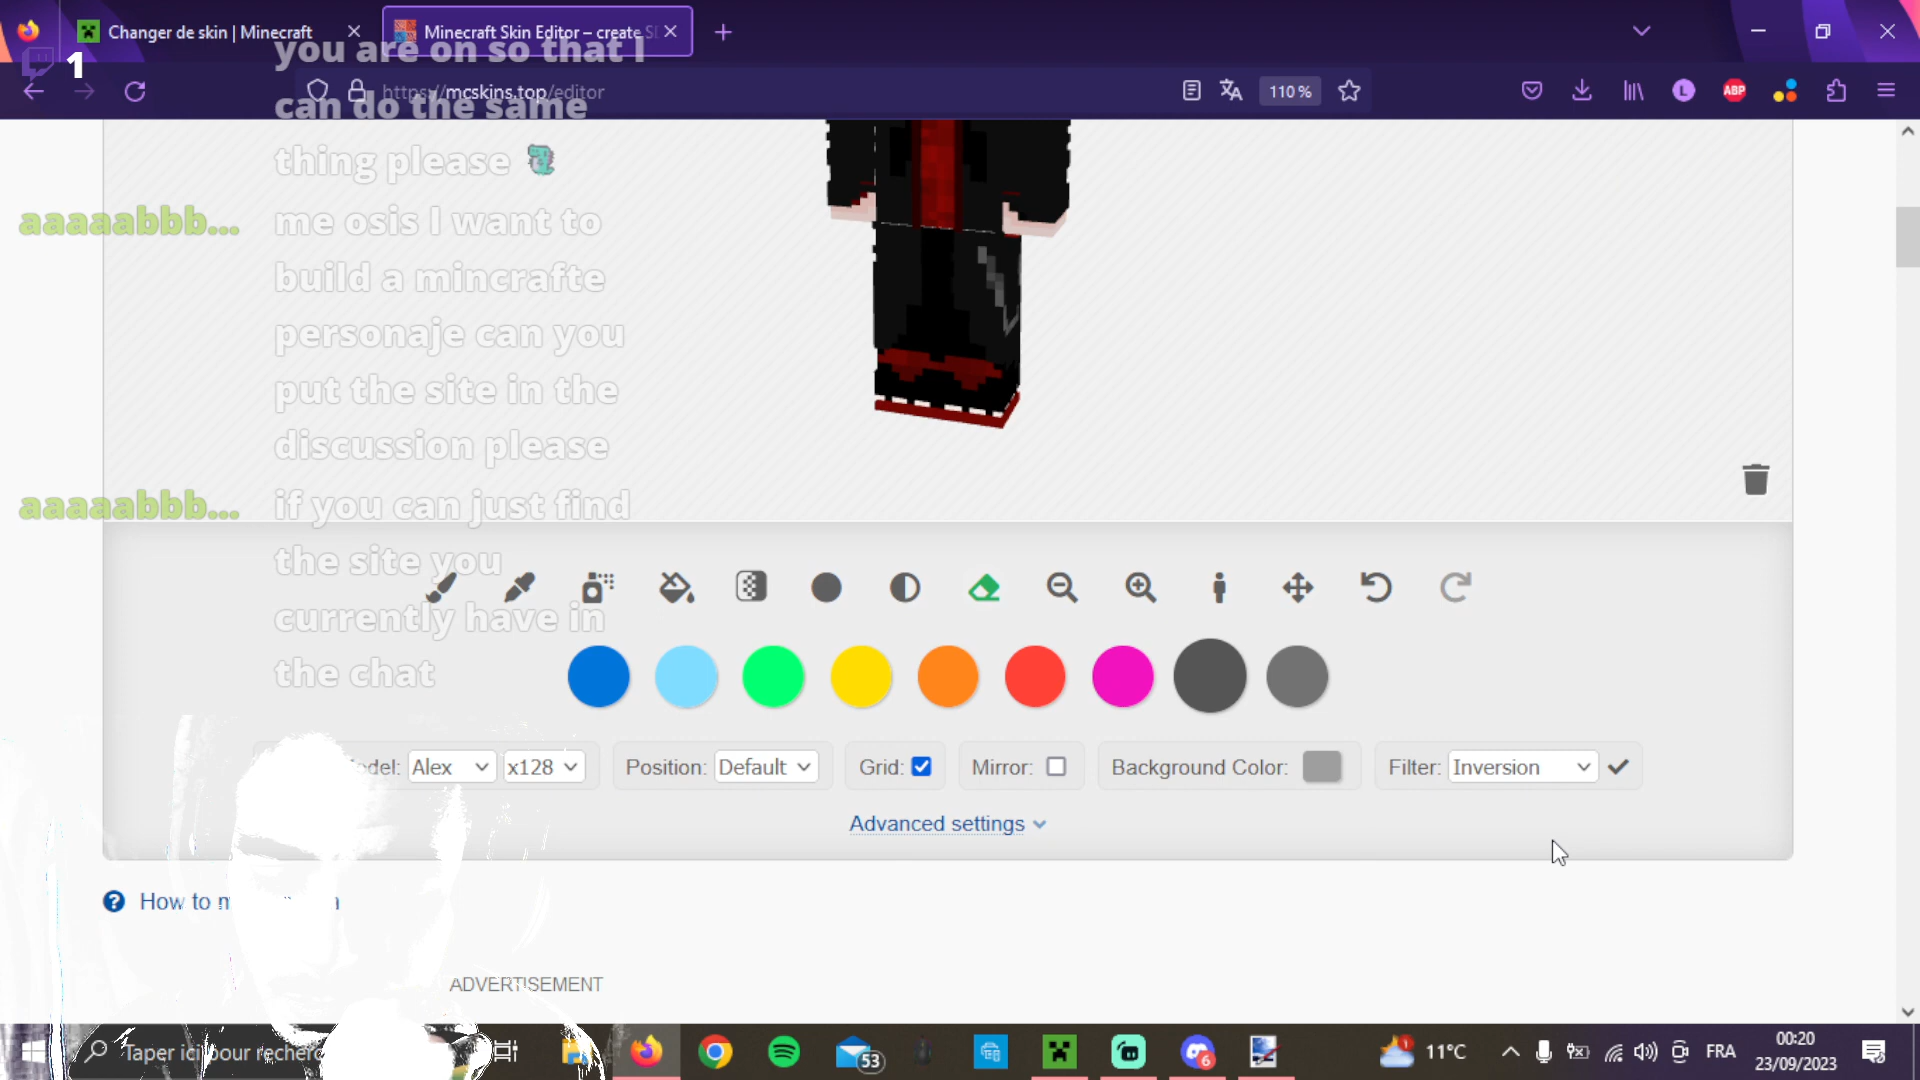 Changer de skin | Minecraft
Minecraft Skin Editor – create
1
https://mcskins.top/editor
110 %
L
ABP
you are on so that I
can do the same
thing please
aaaaabbb... me osis I want to
build a mincrafte
personaje can you
put the site in the
discussion please
aaaaabbb... if you can just find
the site you
currently have in
the chat
Alex
x128
Position: Default
Grid:
Mirror:
Background Color:
Filter: Inversion
Advanced settings
? How to
ADVERTISEMENT
Taper ici pour recherc
53
6
1
11°C
FRA
00:20
23/09/2023